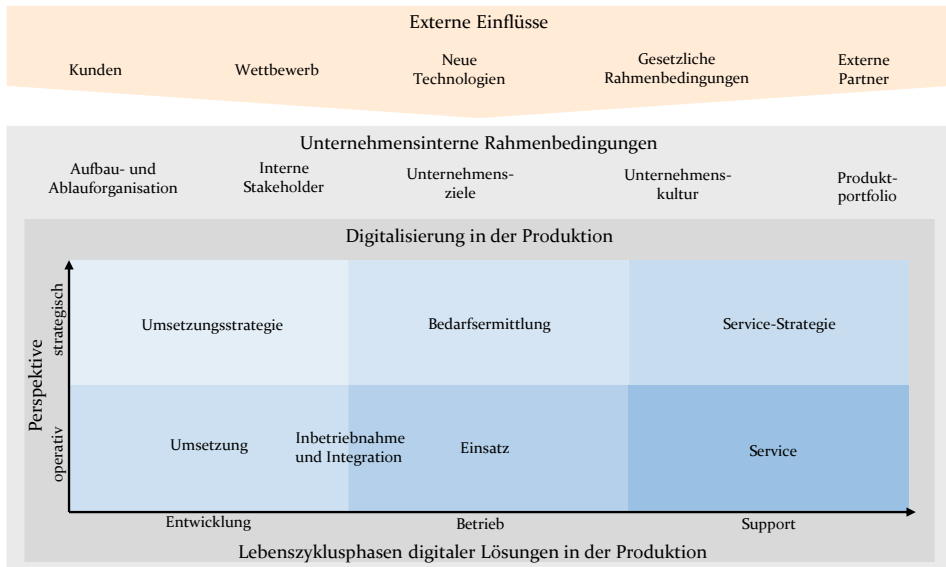 Externe Einflüsse
Kunden
Wettbewerb
Neue
Technologien
Gesetzliche
Rahmenbedingungen
Externe
Partner
Unternehmensinterne Rahmenbedingungen
Aufbau- und
Ablauforganisation
Interne
Stakeholder
Unternehmens-
ziele
Unternehmens-
kultur
Produkt-
portfolio
Digitalisierung in der Produktion
Perspektive
strategisch
Umsetzungsstrategie
Bedarfsermittlung
Service-Strategie
operativ
Umsetzung
Inbetriebnahme
und Integration
Einsatz
Service
Entwicklung
Betrieb
Support
Lebenszyklusphasen digitaler Lösungen in der Produktion